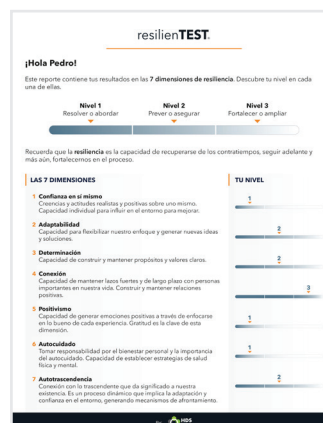 resilienTEST.
¡Hola Pedro!
Este reporte contiene tus resultados en las 7 dimensiones de resiliencia. Descubre tu nivel en cada
una de ellas.
Nivel 1 Nivel 2 Nivel 3
Resolver o abordar Prever o asegurar Fortalecer o ampliar
Recuerda que la resiliencia es la capacidad de recuperarse de los contratiempos, seguir adelante y
más aún, fortalecernos en el proceso.
LAS 7 DIMENSIONES TU NIVEL
1 Confianza en si mismo
Creencias y actitudes realistas y positivas sobre uno mismo.
Capacidad individual para influir en el entorno para mejorar.
1
2 Adaptabilidad
Capacidad para flexibilizar nuestro enfoque y generar nuevas ideas
y soluciones.
2
3 Determinación
Capacidad de construir y mantener propósitos y valores claros.
2
4 Conexión
Capacidad de mantener lazos fuertes y de largo plazo con personas
importantes en nuestra vida. Construir y mantener relaciones
positivas.
3
5 Positivismo
Capacidad de generar emociones positivas a través de enfocarse
en lo bueno de cada experiencia. Gratitud es la clave de esta
dimensión.
1
6 Autocuidado
Tomar responsabilidad por el bienestar personal y la importancia
del autocuidado. Capacidad de establecer estrategias de salud
física y mental.
1
7 Autotrascendencia
Conexión con lo trascendente que da significado a nuestra
existencia. Es un proceso dinámico que implica la adaptación y
confianza en el entorno, generando mecanismos de afrontamiento.
2
HDS